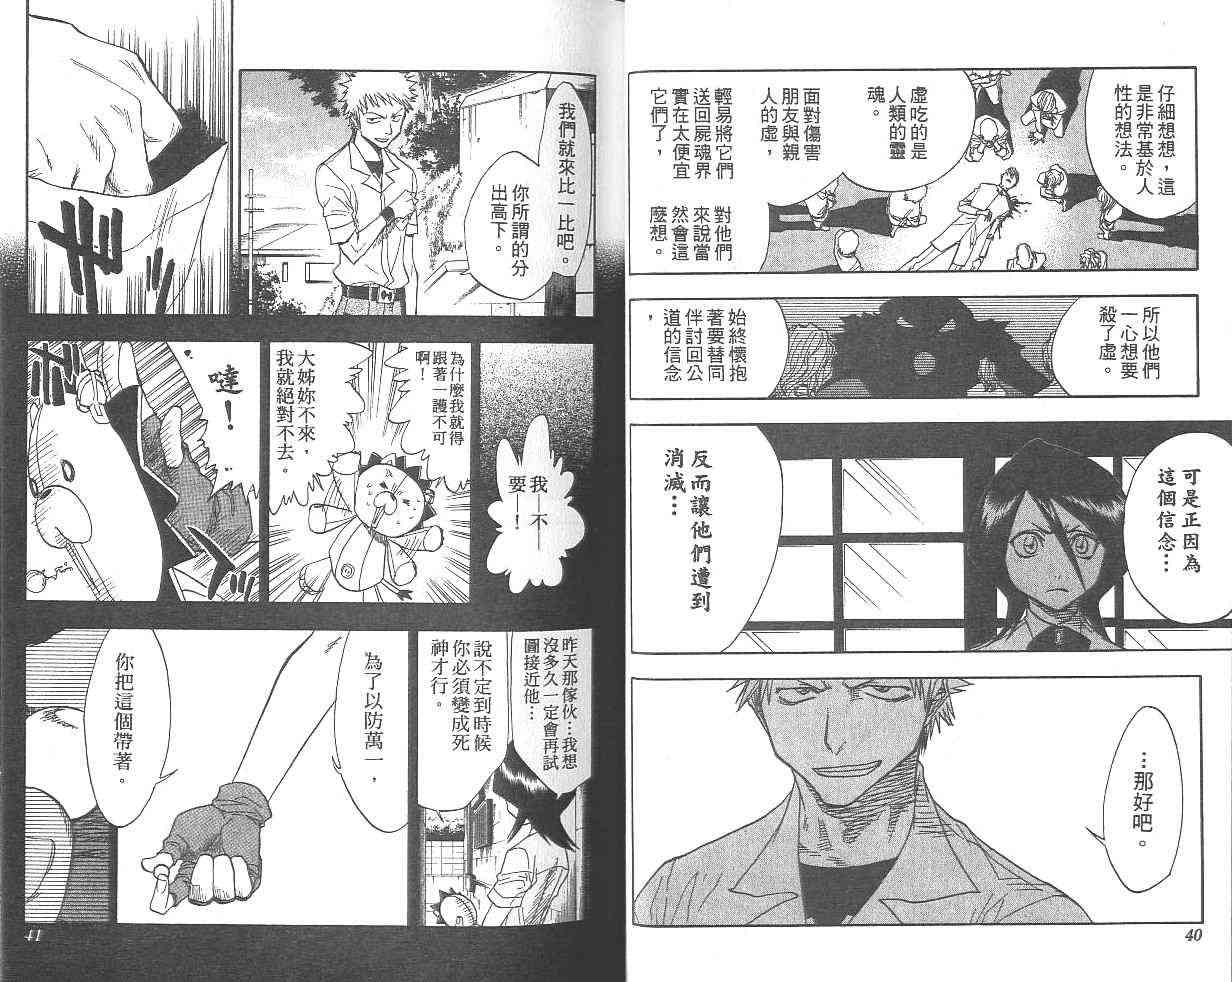 仔細想想，這
是非常基於人
性的想法。
虛吃的是
人類的靈
魂。
面對傷害
朋友與親
人的虛，
輕易將它們
送回屍魂界
實在太便宜
它們了，
對他們
來說當
然會這
麼想。
所以他們
一心想要
殺了虛。
始終懷抱
著要替同
伴討回公
道的信念
，
可是正因為
這個信念…
反而讓他們遭到
消滅…
…那好吧。
40
我們就來比一比吧。
你所謂的分
出高下。
我—不—
要—！
為什麼我就得
跟著一護不可
啊！
大姊姊不來，
我就絕對不去。
噠！
昨天那傢伙…我想
沒多久一定會再試
圖接近他…
說不定到時候
你必須變成死
神才行。
為了以防萬一，
你把這個帶著。
41